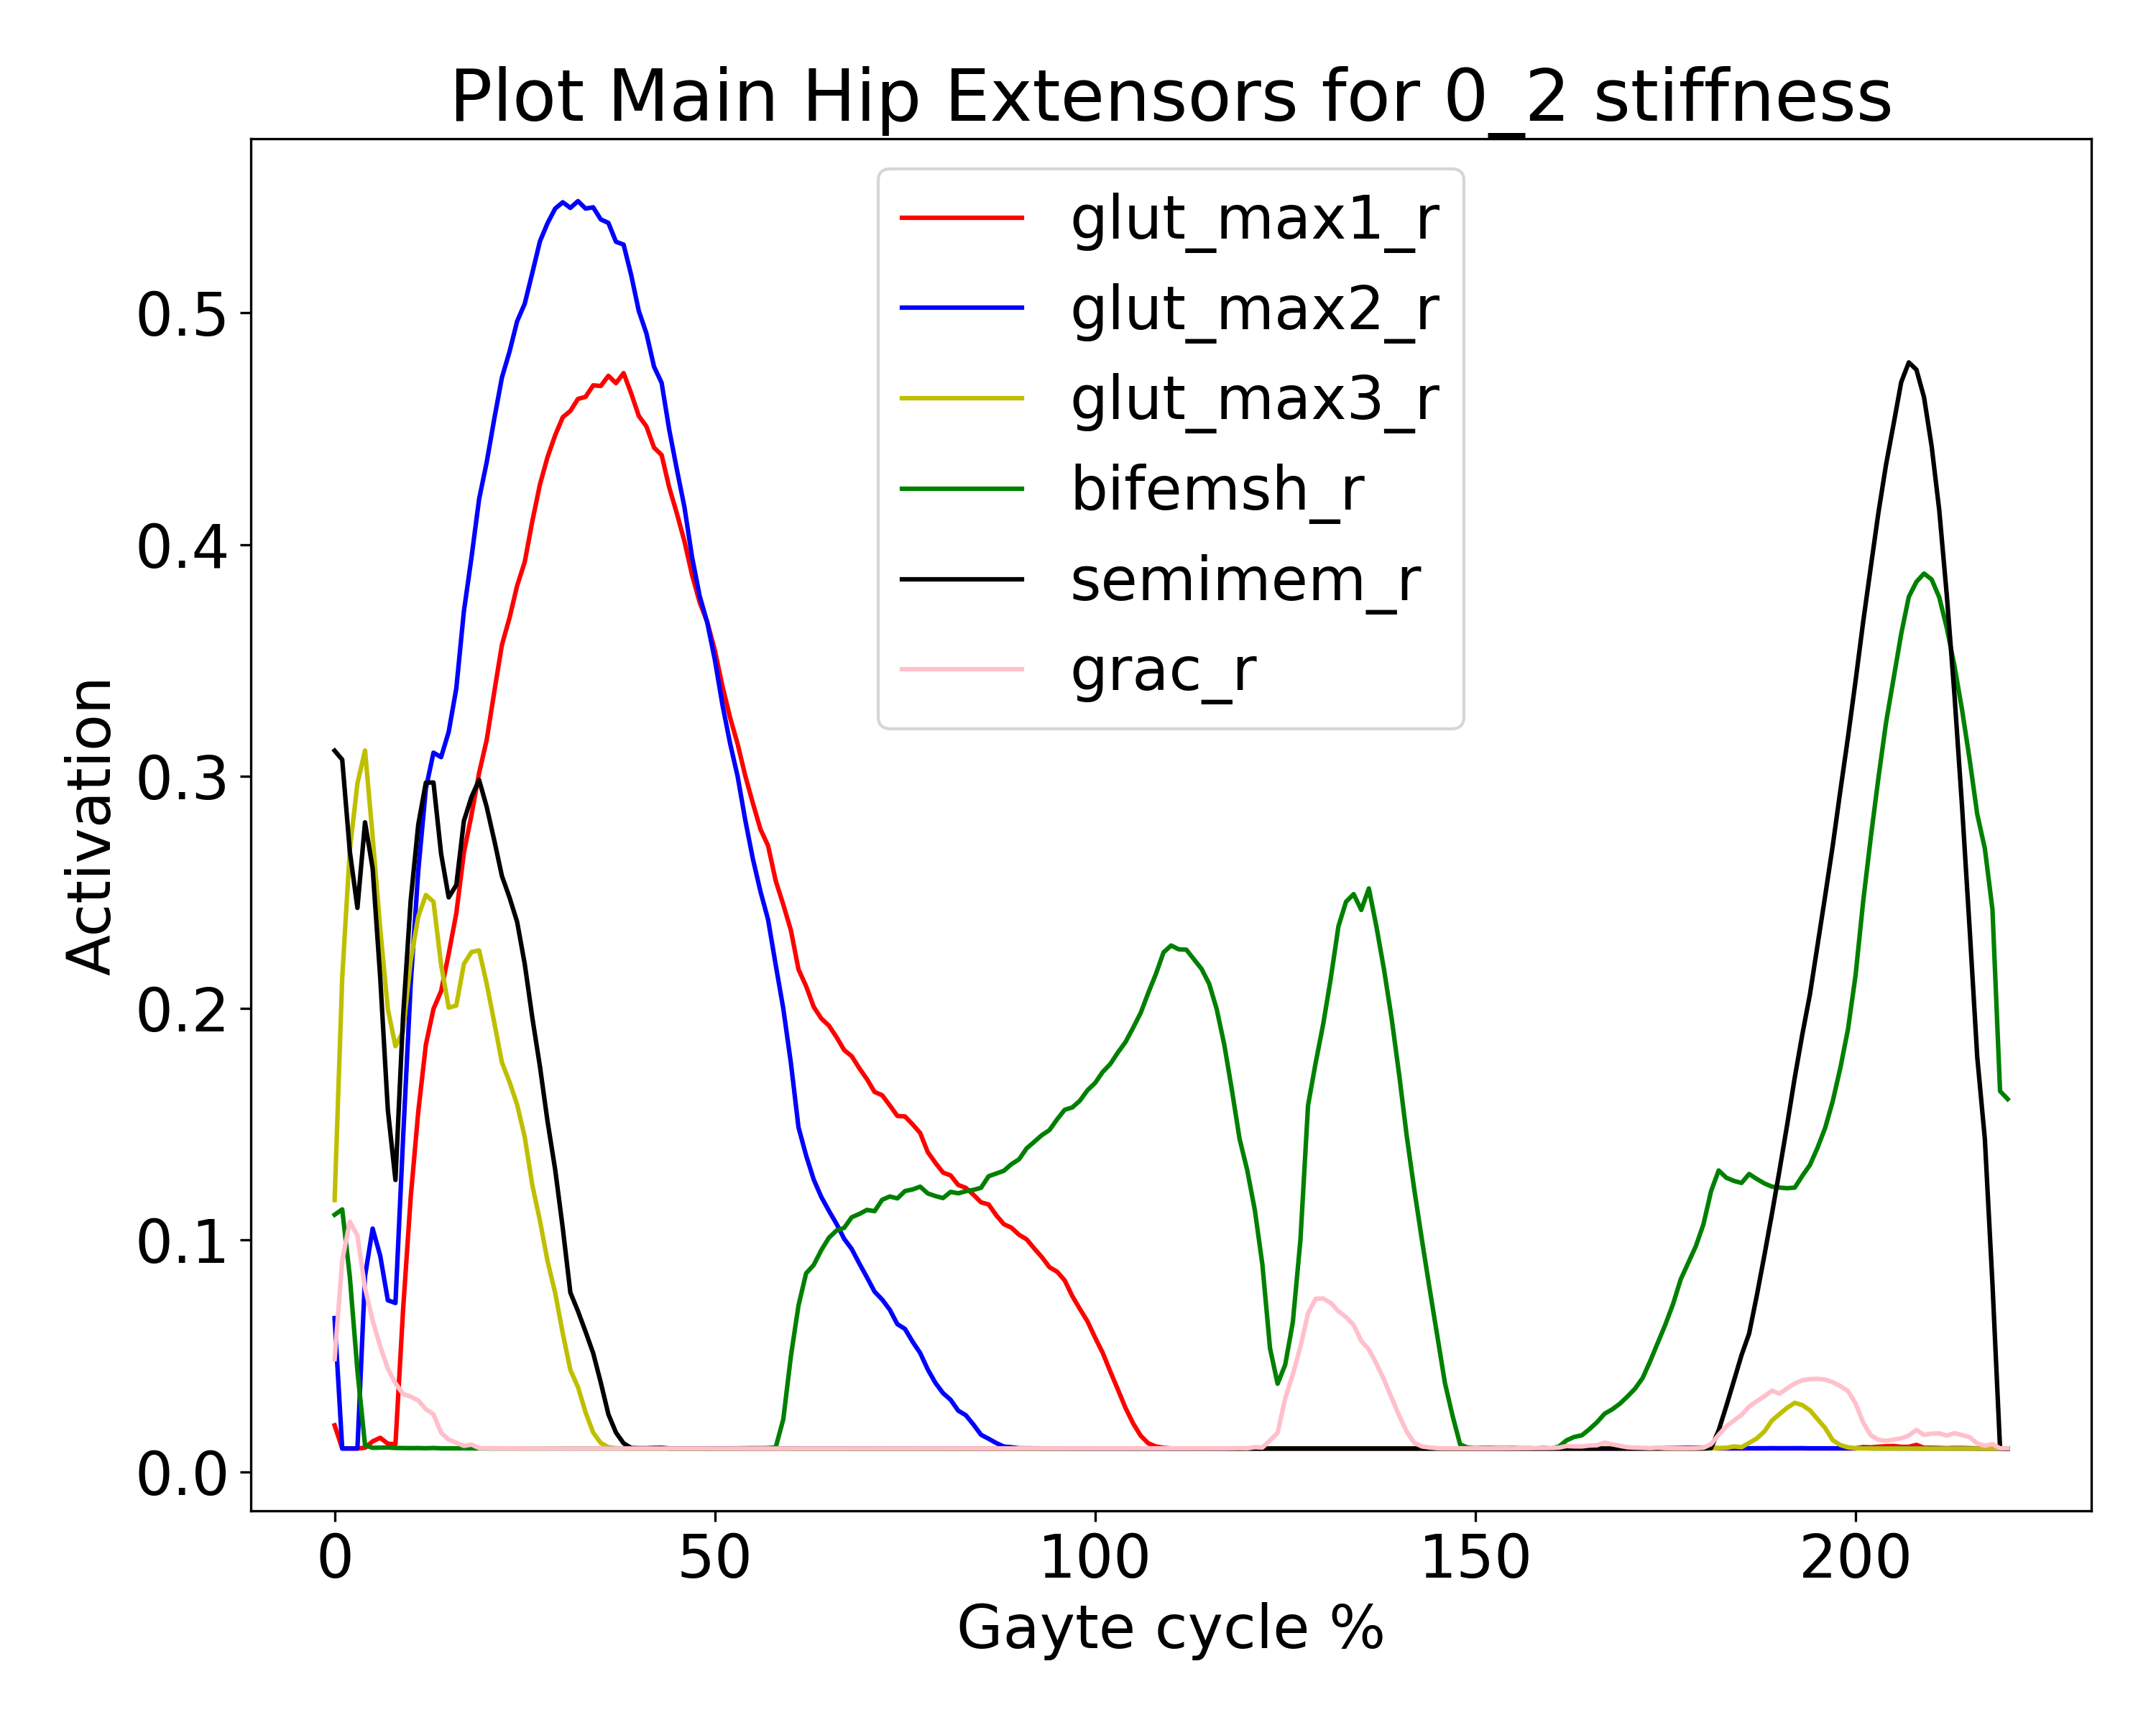 Plot Main Hip Extensors for 0_2 stiffness
glut_max1_r
glut_max2_r
glut_max3_r
bifemsh_r
semimem_r
grac_r
Activation
0.5
0.4
0.3
0.2
0.1
0.0
0 50 100 150 200
Gayte cycle %